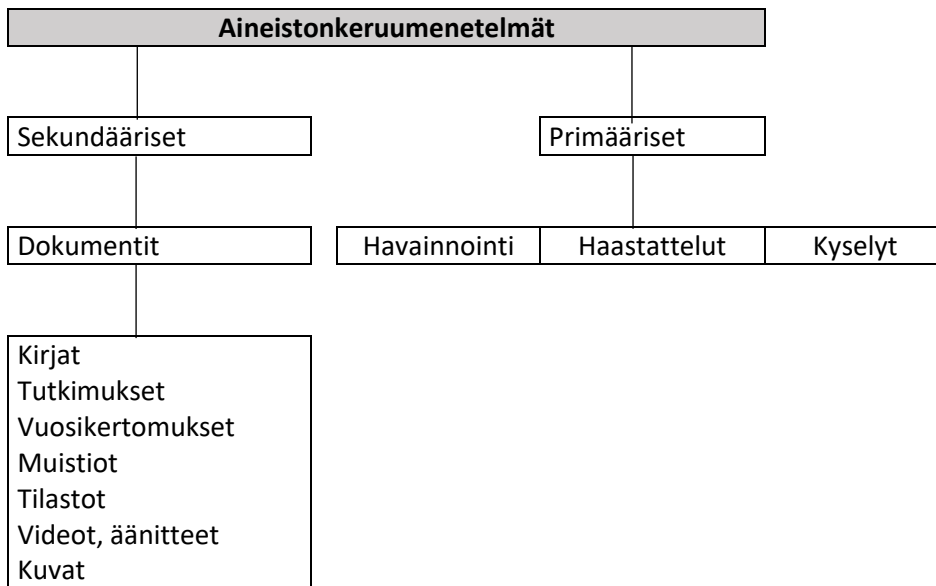 Aineistonkeruumenetelmät
Sekundääriset
Primääriset
Dokumentit
Havainnointi
Haastattelut
Kyselyt
Kirjat
Tutkimukset
Vuosikertomukset
Muistiot
Tilastot
Videot, äänitteet
Kuvat